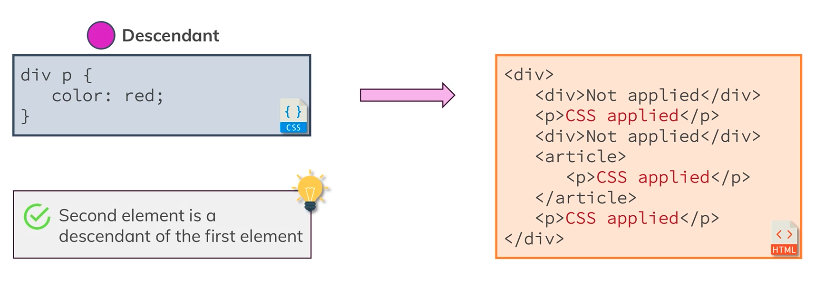 Descendant
div p {
   color: red;
}
{ }
CSS
Second element is a
descendant of the first element
<div>
   <div>Not applied</div>
   <p>CSS applied</p>
   <div>Not applied</div>
   <article>
      <p>CSS applied</p>
   </article>
   <p>CSS applied</p>
</div>
<>
HTML